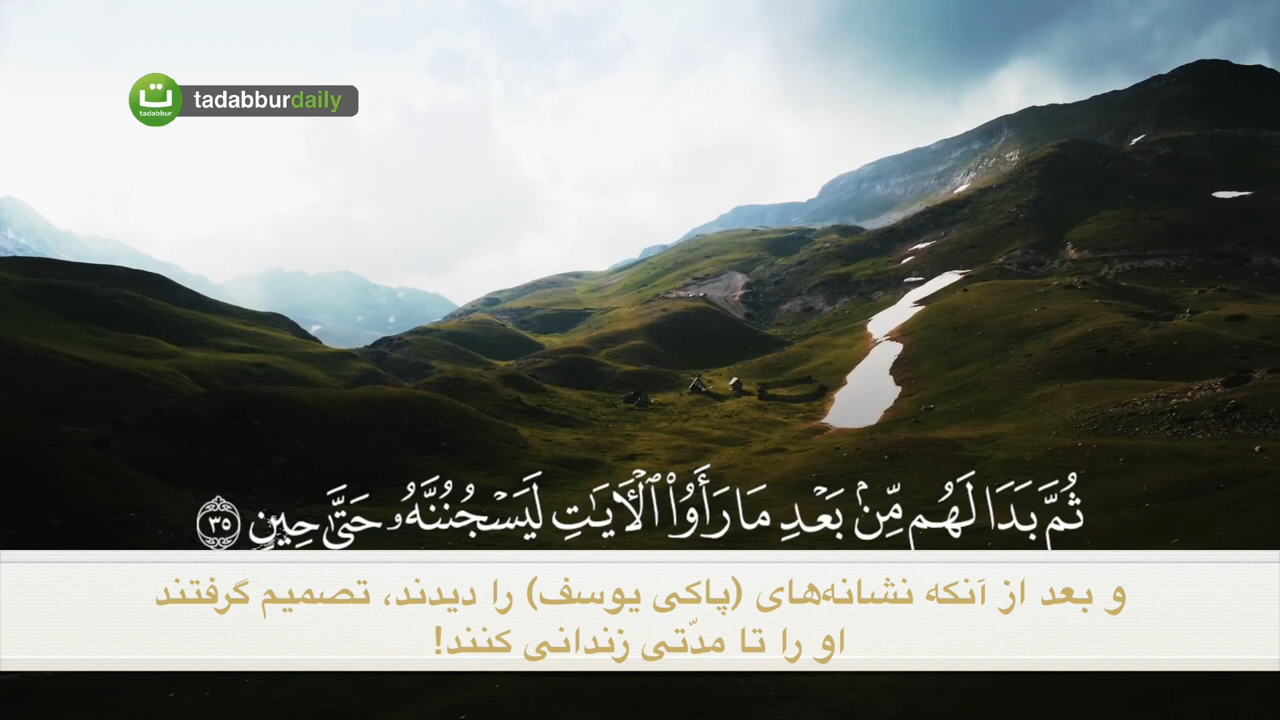 ت
tadabbur
tadabburdaily
ثُمَّ بَدَا لَهُم مِّنۢ بَعْدِ مَا رَأَوُا۟ ٱلْءَايَـٰتِ لَيَسْجُنُنَّهُۥ حَتَّىٰ حِينٍ ٣٥
و بعد از آنکه نشانه‌های (پاکی یوسف) را دیدند، تصمیم گرفتند
او را تا مدّتی زندانی کنند!